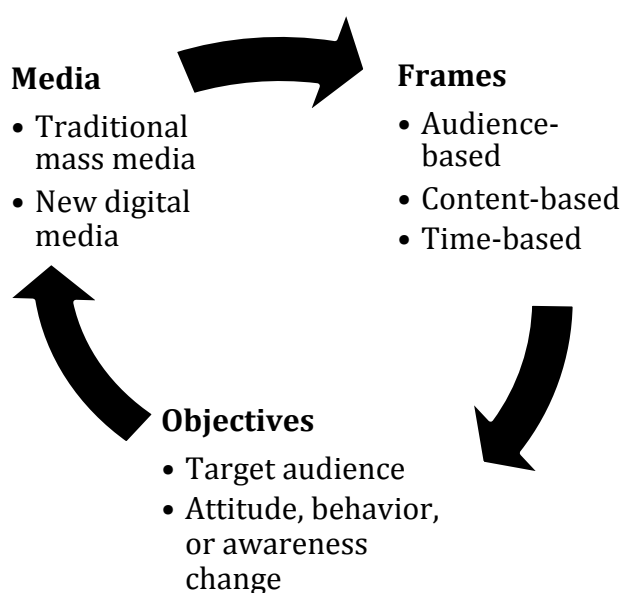 Media
• Traditional
mass media
• New digital
media
Frames
• Audience-
based
• Content-based
• Time-based
Objectives
• Target audience
• Attitude, behavior,
or awareness
change